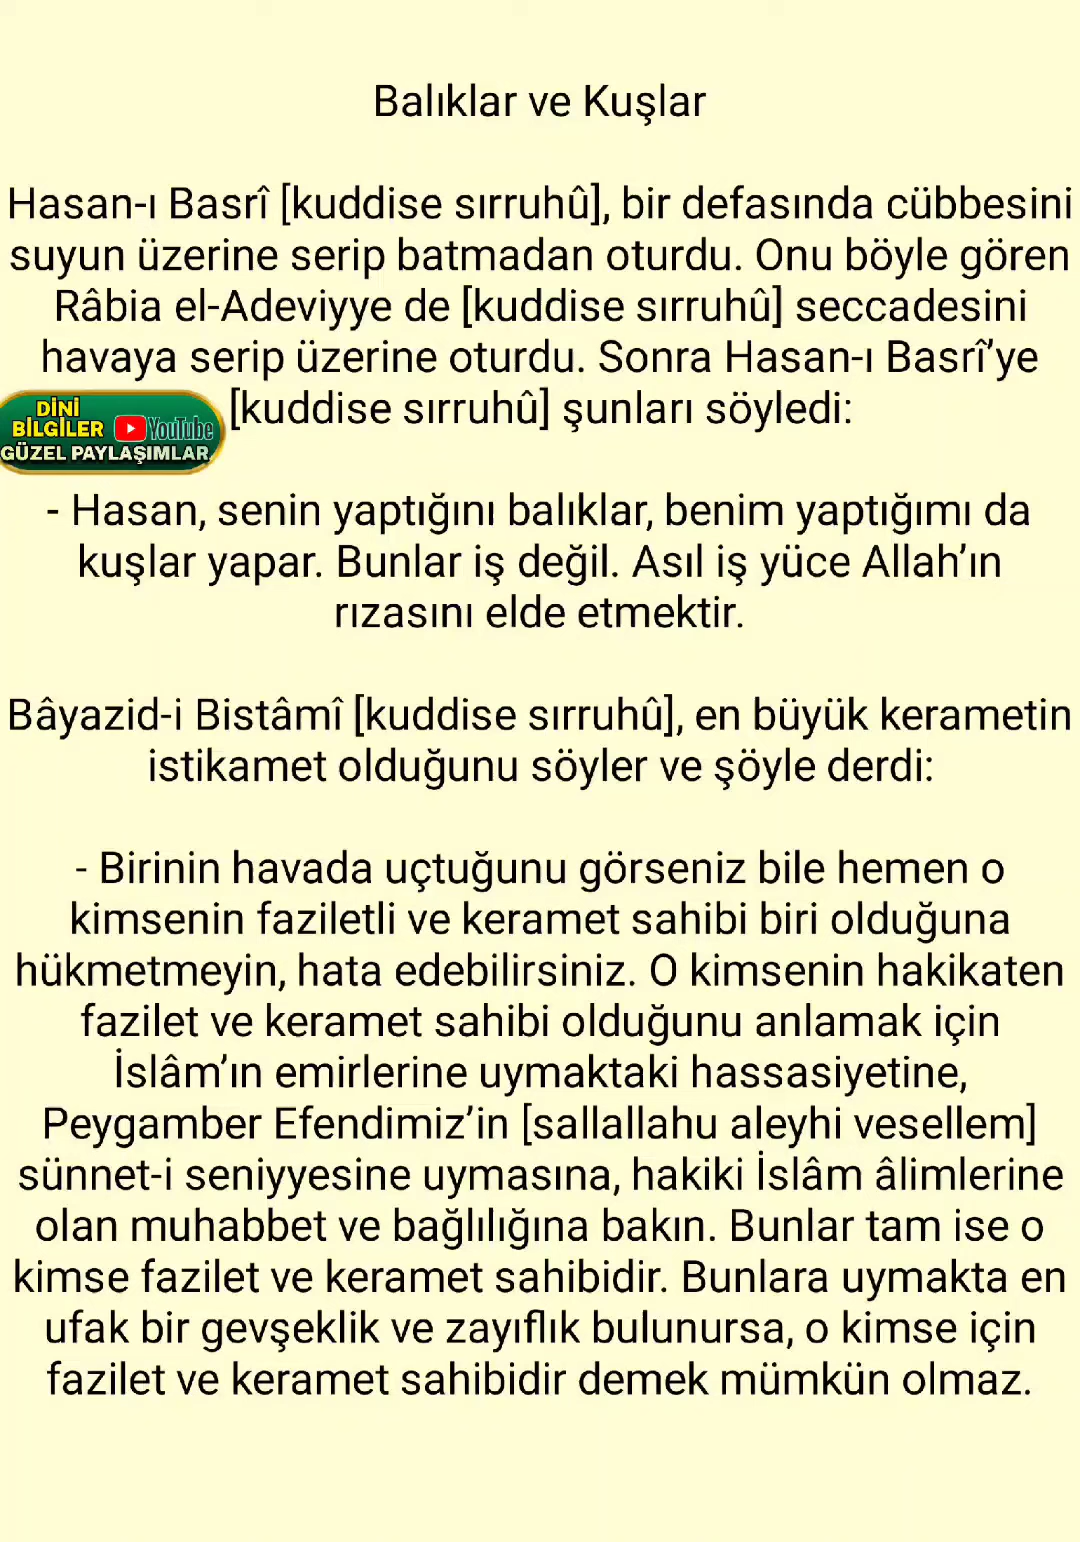 Balıklar ve Kuşlar
Hasan-ı Basrî [kuddise sırruhû], bir defasında cübbesini
suyun üzerine serip batmadan oturdu. Onu böyle gören
Râbia el-Adeviyye de [kuddise sırruhû] seccadesini
havaya serip üzerine oturdu. Sonra Hasan-ı Basrî’ye
[kuddise sırruhû] şunları söyledi:
DİNİ
BİLGİLER YouTube
GÜZEL PAYLAŞIMLAR
- Hasan, senin yaptığını balıklar, benim yaptığımı da
kuşlar yapar. Bunlar iş değil. Asıl iş yüce Allah’ın
rızasını elde etmektir.
Bâyazid-i Bistâmî [kuddise sırruhû], en büyük kerametin
istikamet olduğunu söyler ve şöyle derdi:
- Birinin havada uçtuğunu görseniz bile hemen o
kimsenin faziletli ve keramet sahibi biri olduğuna
hükmetmeyin, hata edebilirsiniz. O kimsenin hakikaten
fazilet ve keramet sahibi olduğunu anlamak için
İslâm’ın emirlerine uymaktaki hassasiyetine,
Peygamber Efendimiz’in [sallallahu aleyhi vesellem]
sünnet-i seniyyesine uymasına, hakiki İslâm âlimlerine
olan muhabbet ve bağlılığına bakın. Bunlar tam ise o
kimse fazilet ve keramet sahibidir. Bunlara uymakta en
ufak bir gevşeklik ve zayıflık bulunursa, o kimse için
fazilet ve keramet sahibidir demek mümkün olmaz.